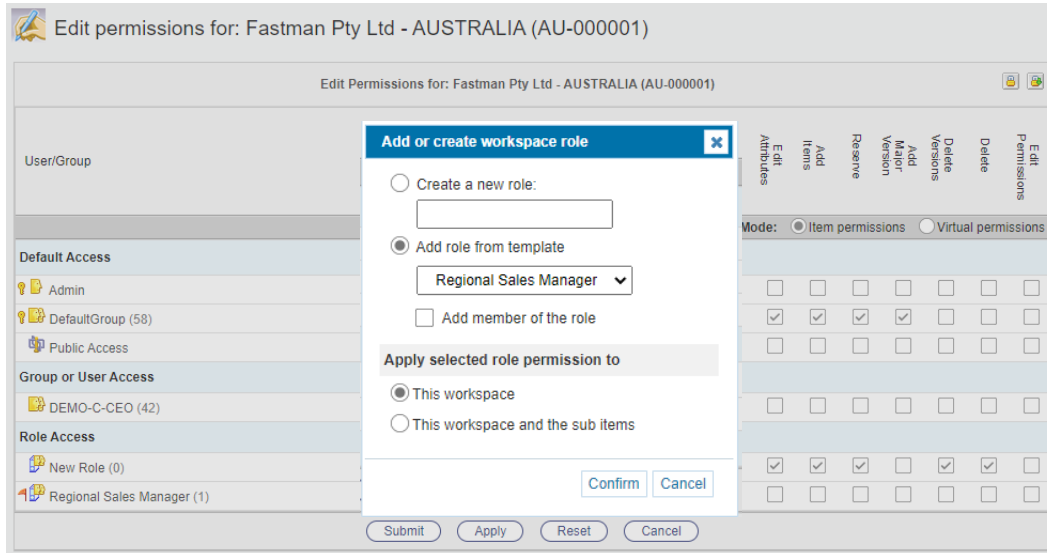 Edit permissions for: Fastman Pty Ltd - AUSTRALIA (AU-000001)
Edit Permissions for: Fastman Pty Ltd - AUSTRALIA (AU-000001)
User/Group
Edit Attributes
Add Items
Reserve
Add Major Version
Delete Versions
Delete
Edit Permissions
Mode: Item permissions Virtual permissions
Add or create workspace role
Create a new role:
Add role from template
Regional Sales Manager
Add member of the role
Apply selected role permission to
This workspace
This workspace and the sub items
Confirm Cancel
Default Access
Admin
DefaultGroup (58)
Public Access
Group or User Access
DEMO-C-CEO (42)
Role Access
New Role (0)
Regional Sales Manager (1)
Submit Apply Reset Cancel